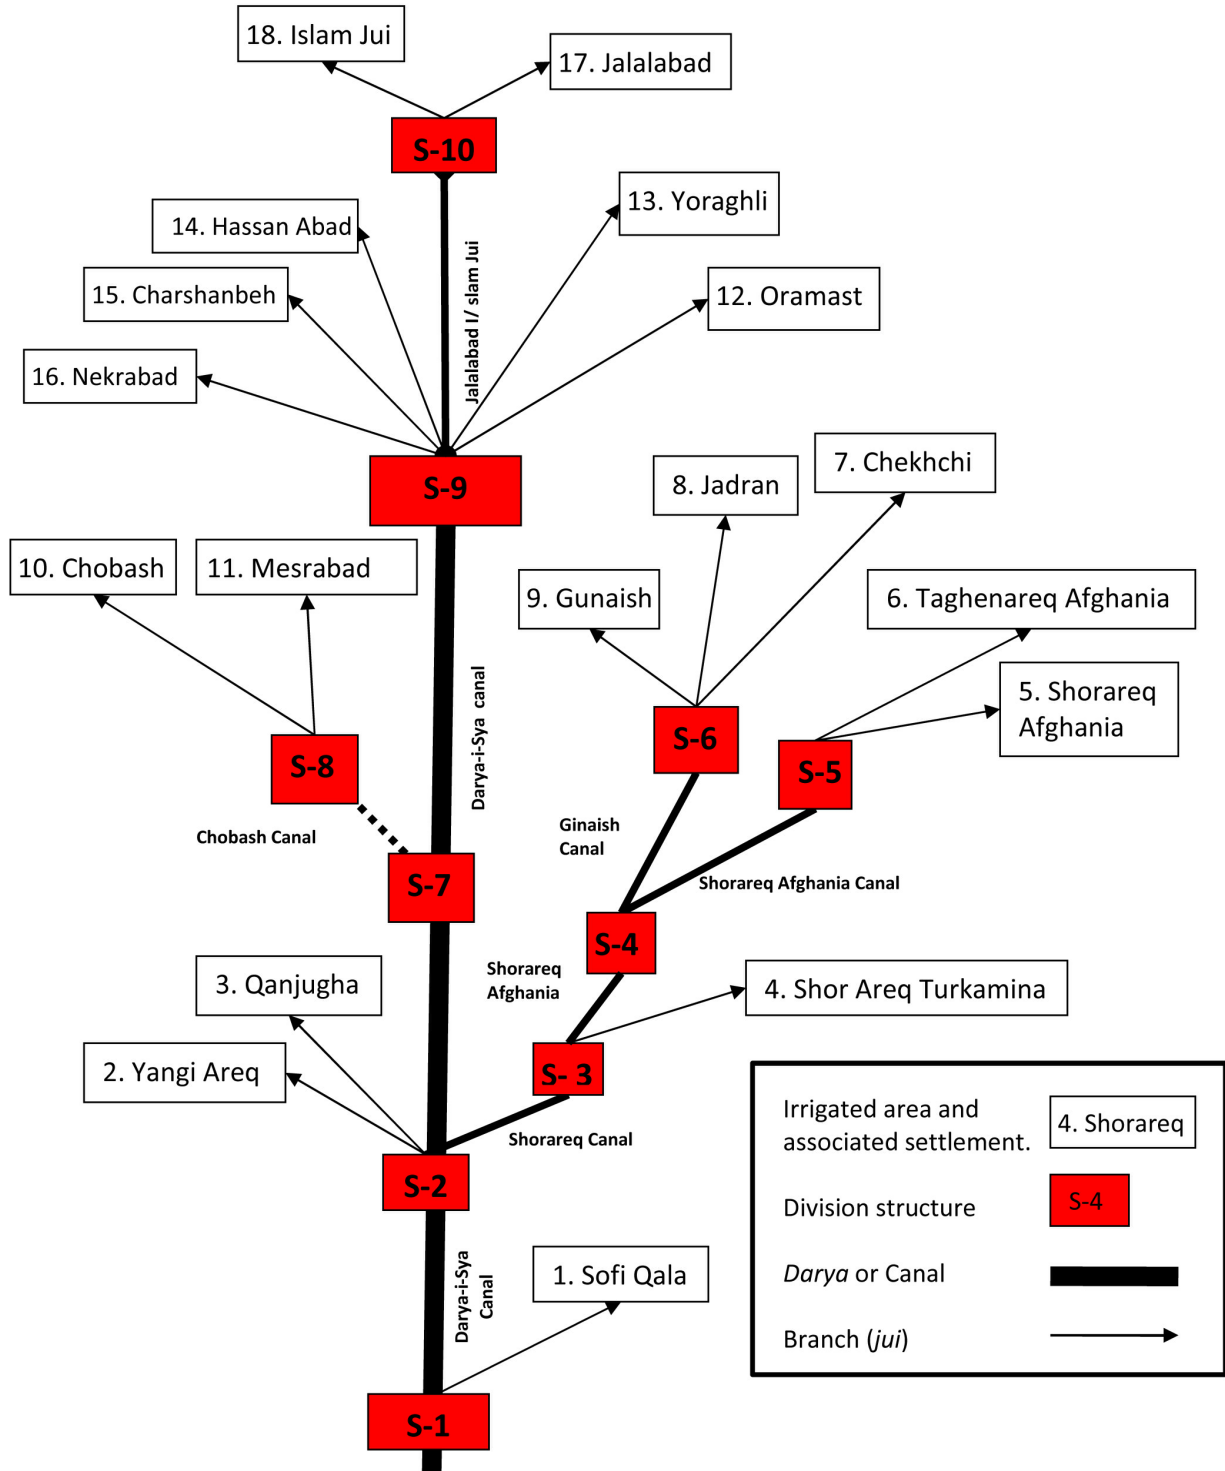 18. Islam Jui
17. Jalalabad
S-10
13. Yoraghli
14. Hassan Abad
Jalalabad I/ slam Jui
15. Charshanbeh
12. Oramast
16. Nekrabad
S-9
7. Chekhchi
8. Jadran
10. Chobash
11. Mesrabad
9. Gunaish
6. Taghenareq Afghania
5. Shorareq
Afghania
S-6
S-8
S-5
Darya-i-Sya canal
Chobash Canal
Ginaish
Canal
Shorareq Afghania Canal
S-7
S-4
Shorareq
Afghania
3. Qanjugha
4. Shor Areq Turkamina
2. Yangi Areq
S- 3
Shorareq Canal
S-2
Darya-i-Sya
Canal
1. Sofi Qala
S-1
Irrigated area and
associated settlement.
4. Shorareq
Division structure
S-4
Darya or Canal
Branch (jui)